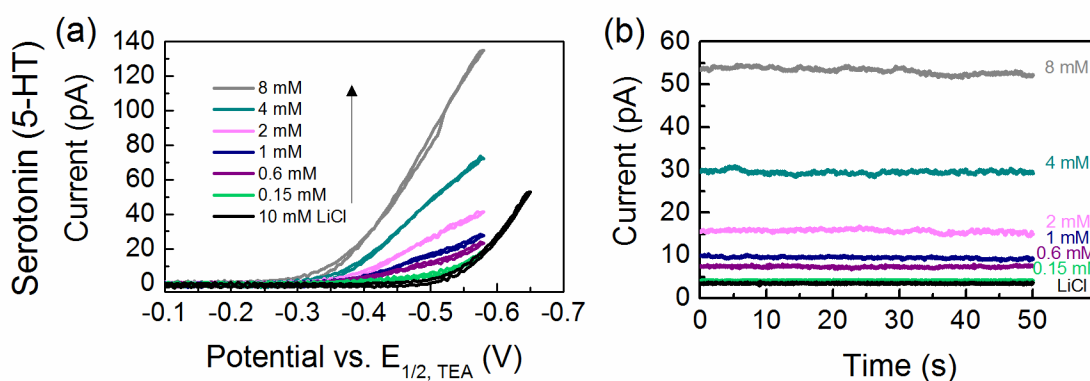 Serotonin (5-HT)
(a)
Current (pA)
140
120
100
80
60
40
20
0
8 mM
4 mM
2 mM
1 mM
0.6 mM
0.15 mM
10 mM LiCl
-0.1 -0.2 -0.3 -0.4 -0.5 -0.6 -0.7
Potential vs. E1/2, TEA (V)
(b)
Current (pA)
60
50
40
30
20
10
0
8 mM
4 mM
2 mM
1 mM
0.6 mM
0.15 mM
LiCl
0 10 20 30 40 50
Time (s)